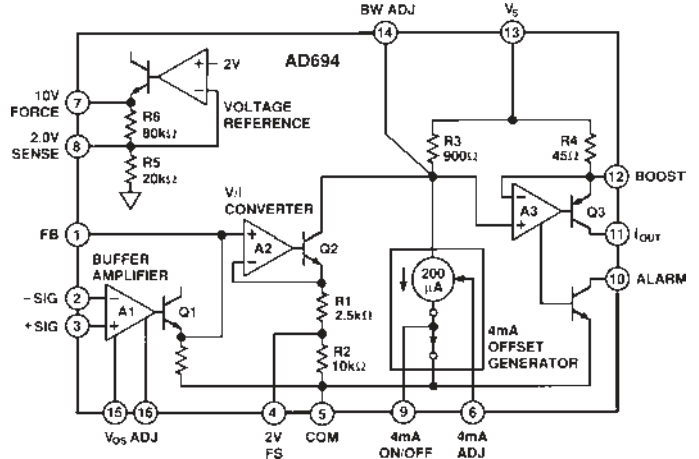 BW ADJ
V_S
14
13
AD694
2V
+
−
10V
FORCE
7
VOLTAGE
REFERENCE
R6
80kΩ
2.0V
SENSE
8
R5
20kΩ
R3
900Ω
R4
45Ω
12
BOOST
−
+
A3
Q3
11
I_OUT
V/I
CONVERTER
FB
1
+
−
A2
Q2
BUFFER
AMPLIFIER
−SIG
2
+SIG
3
−
+
A1
Q1
200
μA
10
ALARM
R1
2.5kΩ
4mA
OFFSET
GENERATOR
R2
10kΩ
15
16
4
5
9
6
V_OS ADJ
2V
FS
COM
4mA
ON/OFF
4mA
ADJ